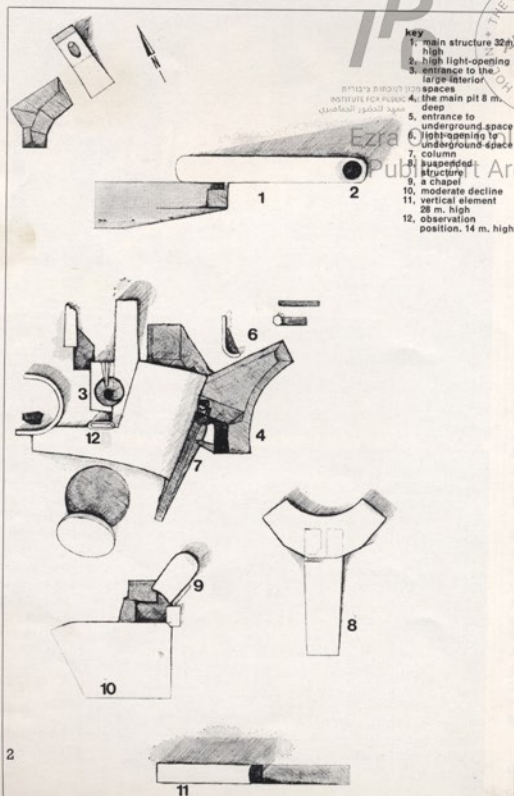 key
1, main structure 32m.
high
2, high light-opening
3, entrance to the
large interior
spaces
4, the main pit 8 m.
deep
5, entrance to
underground space
6, light-opening to
underground space
7, column
8, suspended
structure
9, a chapel
10, moderate decline
11, vertical element
28 m. high
12, observation
position. 14 m. high
N
1
2
3
6
12
7
4
9
8
10
2
11
INSTITUTE FOR PUBLIC